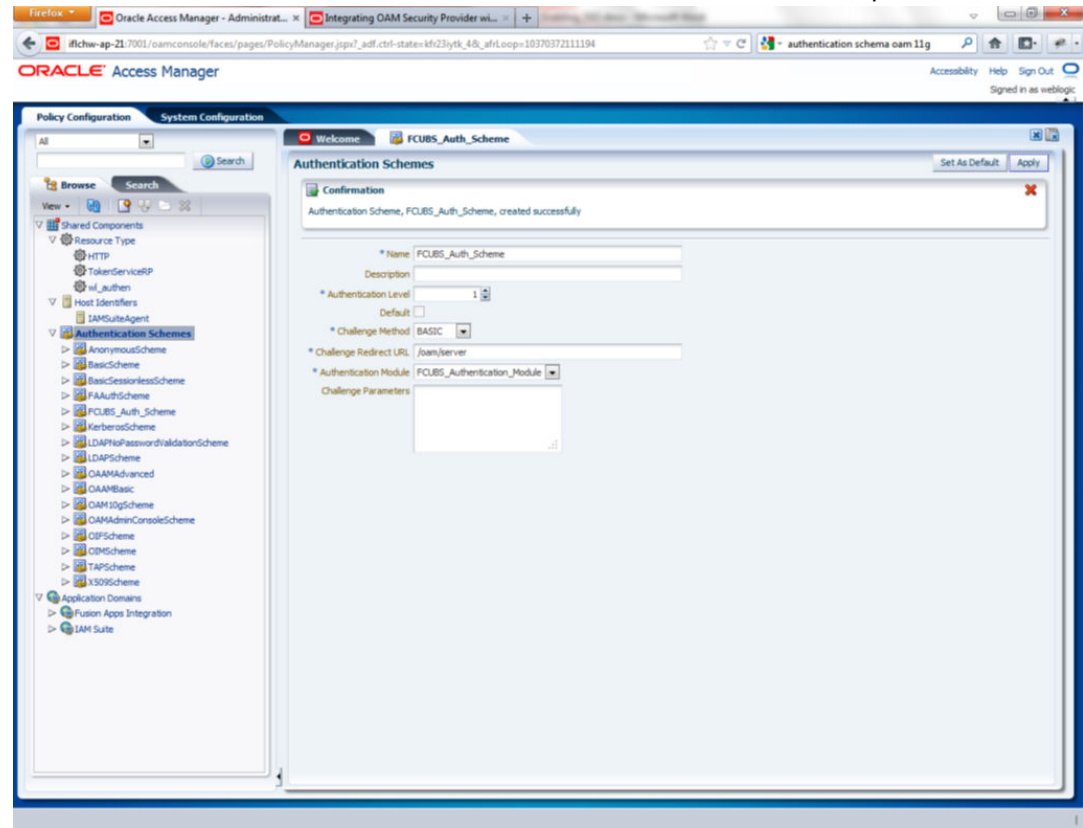 Firefox
Oracle Access Manager - Administrat...
Integrating OAM Security Provider wi...
iflchw-ap-21:7001/oamconsole/faces/pages/PolicyManager.jspx?_adf.ctrl-state=kfr23iytk_4&_afrLoop=10370372111194
authentication schema oam 11g
ORACLE Access Manager
Accessibility Help Sign Out
Signed in as weblogic
Policy Configuration System Configuration
All
Search
Browse Search
View
Shared Components
Resource Type
HTTP
TokenServiceRP
wl_authen
Host Identifiers
IAMSuiteAgent
Authentication Schemes
AnonymousScheme
BasicScheme
BasicSessionlessScheme
FAAuthScheme
FCUBS_Auth_Scheme
KerberosScheme
LDAPNoPasswordValidationScheme
LDAPScheme
OAAMAdvanced
OAAMBasic
OAM10gScheme
OAMAdminConsoleScheme
OIFScheme
OIMScheme
TAPScheme
X509Scheme
Application Domains
Fusion Apps Integration
IAM Suite
Welcome FCUBS_Auth_Scheme
Authentication Schemes
Set As Default Apply
Confirmation
Authentication Scheme, FCUBS_Auth_Scheme, created successfully
* Name FCUBS_Auth_Scheme
Description
* Authentication Level 1
Default
* Challenge Method BASIC
* Challenge Redirect URL /oam/server
* Authentication Module FCUBS_Authentication_Module
Challenge Parameters